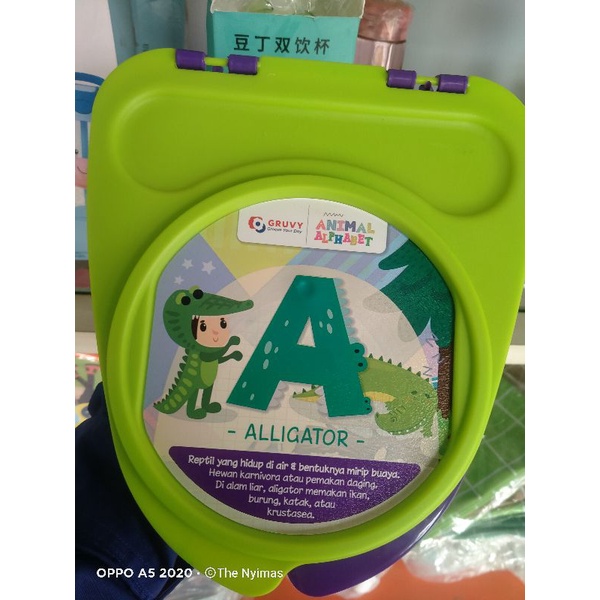 豆丁双饮杯
GRUVY
Choose Your Day
ANIMAL
ALPHABET
A
- ALLIGATOR -
Reptil yang hidup di air & bentuknya mirip buaya.
Hewan karnivora atau pemakan daging.
Di alam liar, aligator memakan ikan,
burung, katak, atau
krustasea.
OPPO A5 2020 · ©The Nyimas